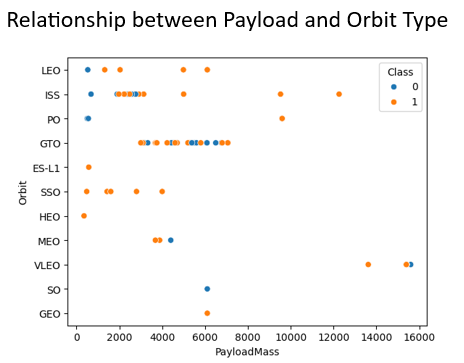 Relationship between Payload and Orbit Type
Class
0
1
Orbit
LEO
ISS
PO
GTO
ES-L1
SSO
HEO
MEO
VLEO
SO
GEO
0 2000 4000 6000 8000 10000 12000 14000 16000
PayloadMass